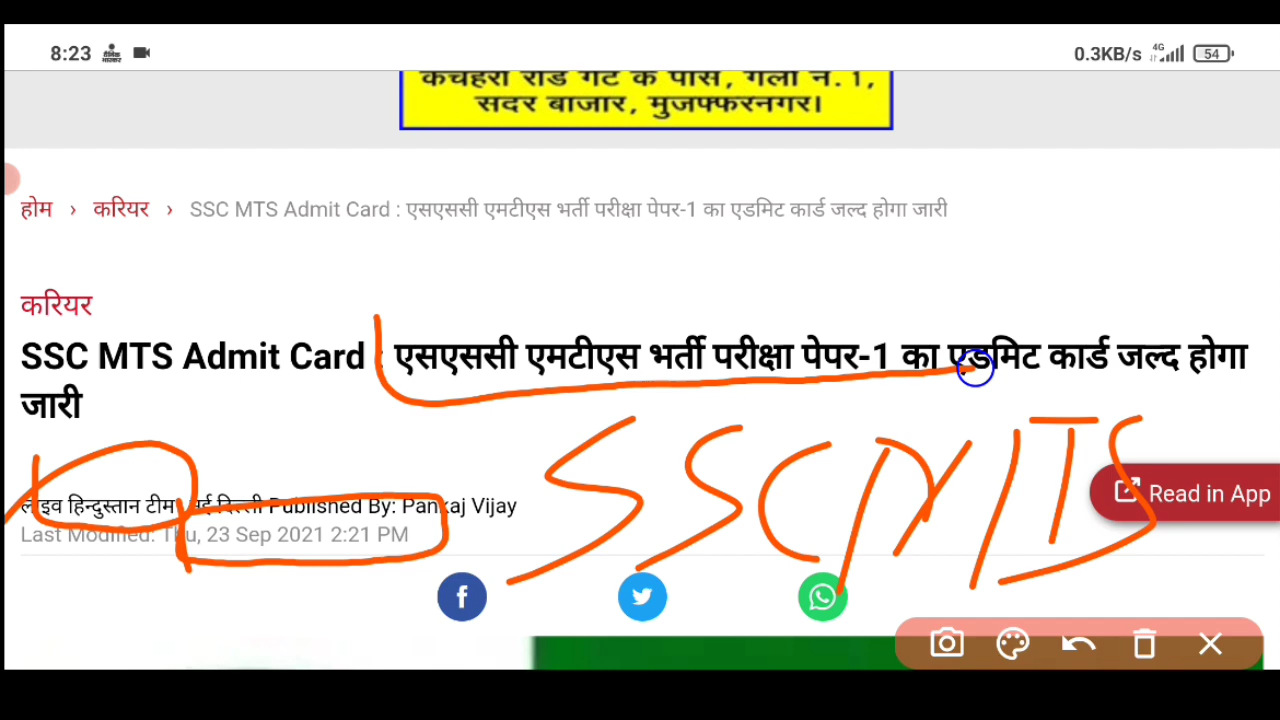 8:23
0.3KB/s 4G 54
कचहरी रोड गेट के पास, गली नं. 1,
सदर बाजार, मुजफ्फरनगर।
होम › करियर › SSC MTS Admit Card : एसएससी एमटीएस भर्ती परीक्षा पेपर-1 का एडमिट कार्ड जल्द होगा जारी
करियर
SSC MTS Admit Card : एसएससी एमटीएस भर्ती परीक्षा पेपर-1 का एडमिट कार्ड जल्द होगा
जारी
SSC MTS
Read in App
लाइव हिन्दुस्तान टीम, नई दिल्ली Published By: Pankaj Vijay
Last Modified: Thu, 23 Sep 2021 2:21 PM